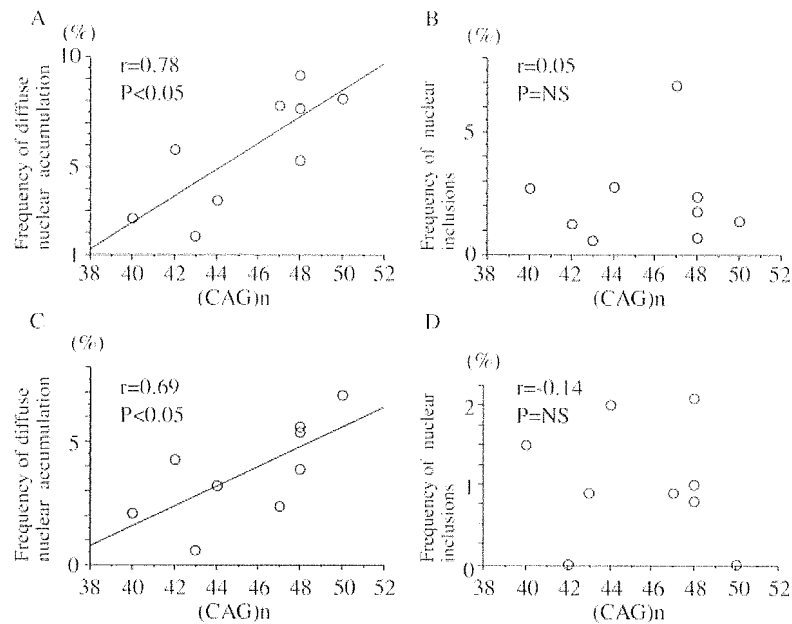 A
(%)
r=0.78
P<0.05
Frequency of diffuse
nuclear accumulation
10
5
1
38 40 42 44 46 48 50 52
(CAG)n
B
(%)
r=0.05
P=NS
Frequency of nuclear
inclusions
5
0
38 40 42 44 46 48 50 52
(CAG)n
C
(%)
r=0.69
P<0.05
Frequency of diffuse
nuclear accumulation
5
0
38 40 42 44 46 48 50 52
(CAG)n
D
(%)
r=-0.14
P=NS
Frequency of nuclear
inclusions
2
1
0
38 40 42 44 46 48 50 52
(CAG)n